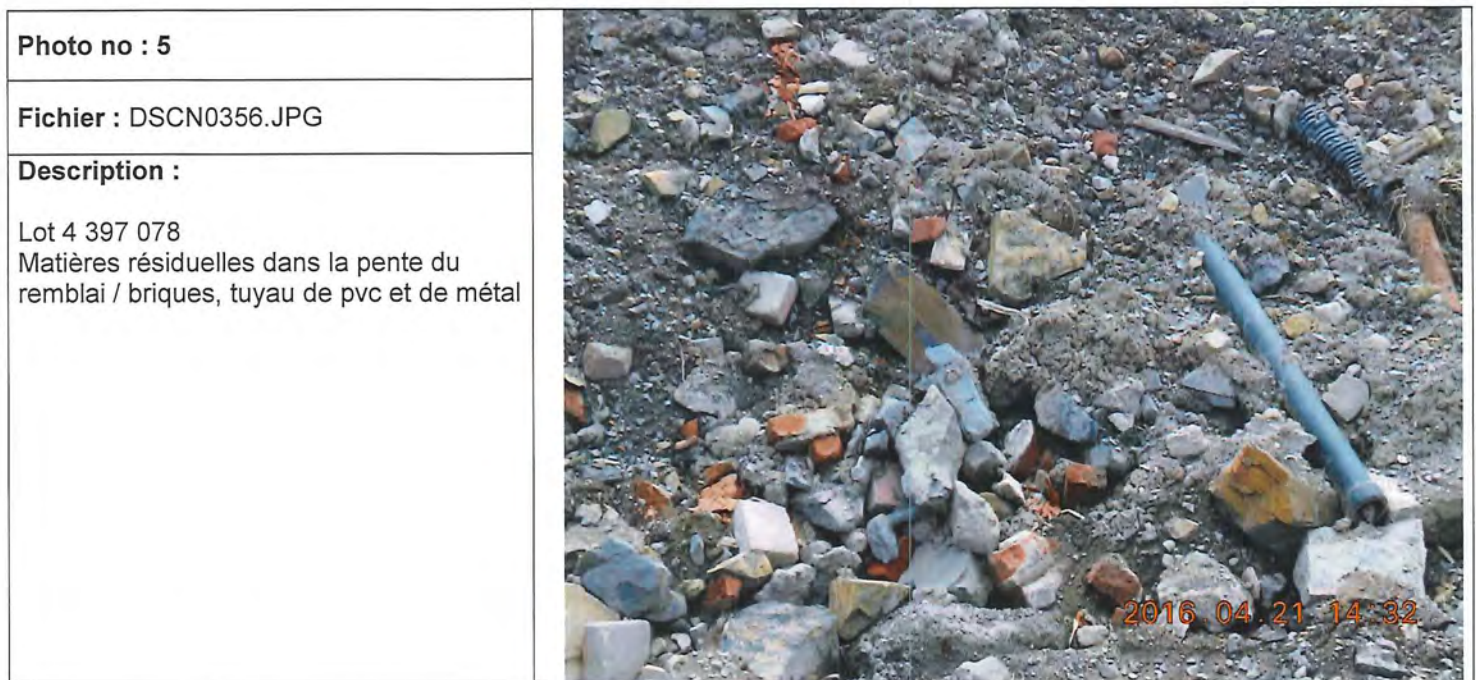 Photo no : 5
Fichier : DSCN0356.JPG
Description :
Lot 4 397 078
Matières résiduelles dans la pente du
remblai / briques, tuyau de pvc et de métal
2016.04.21 14:32